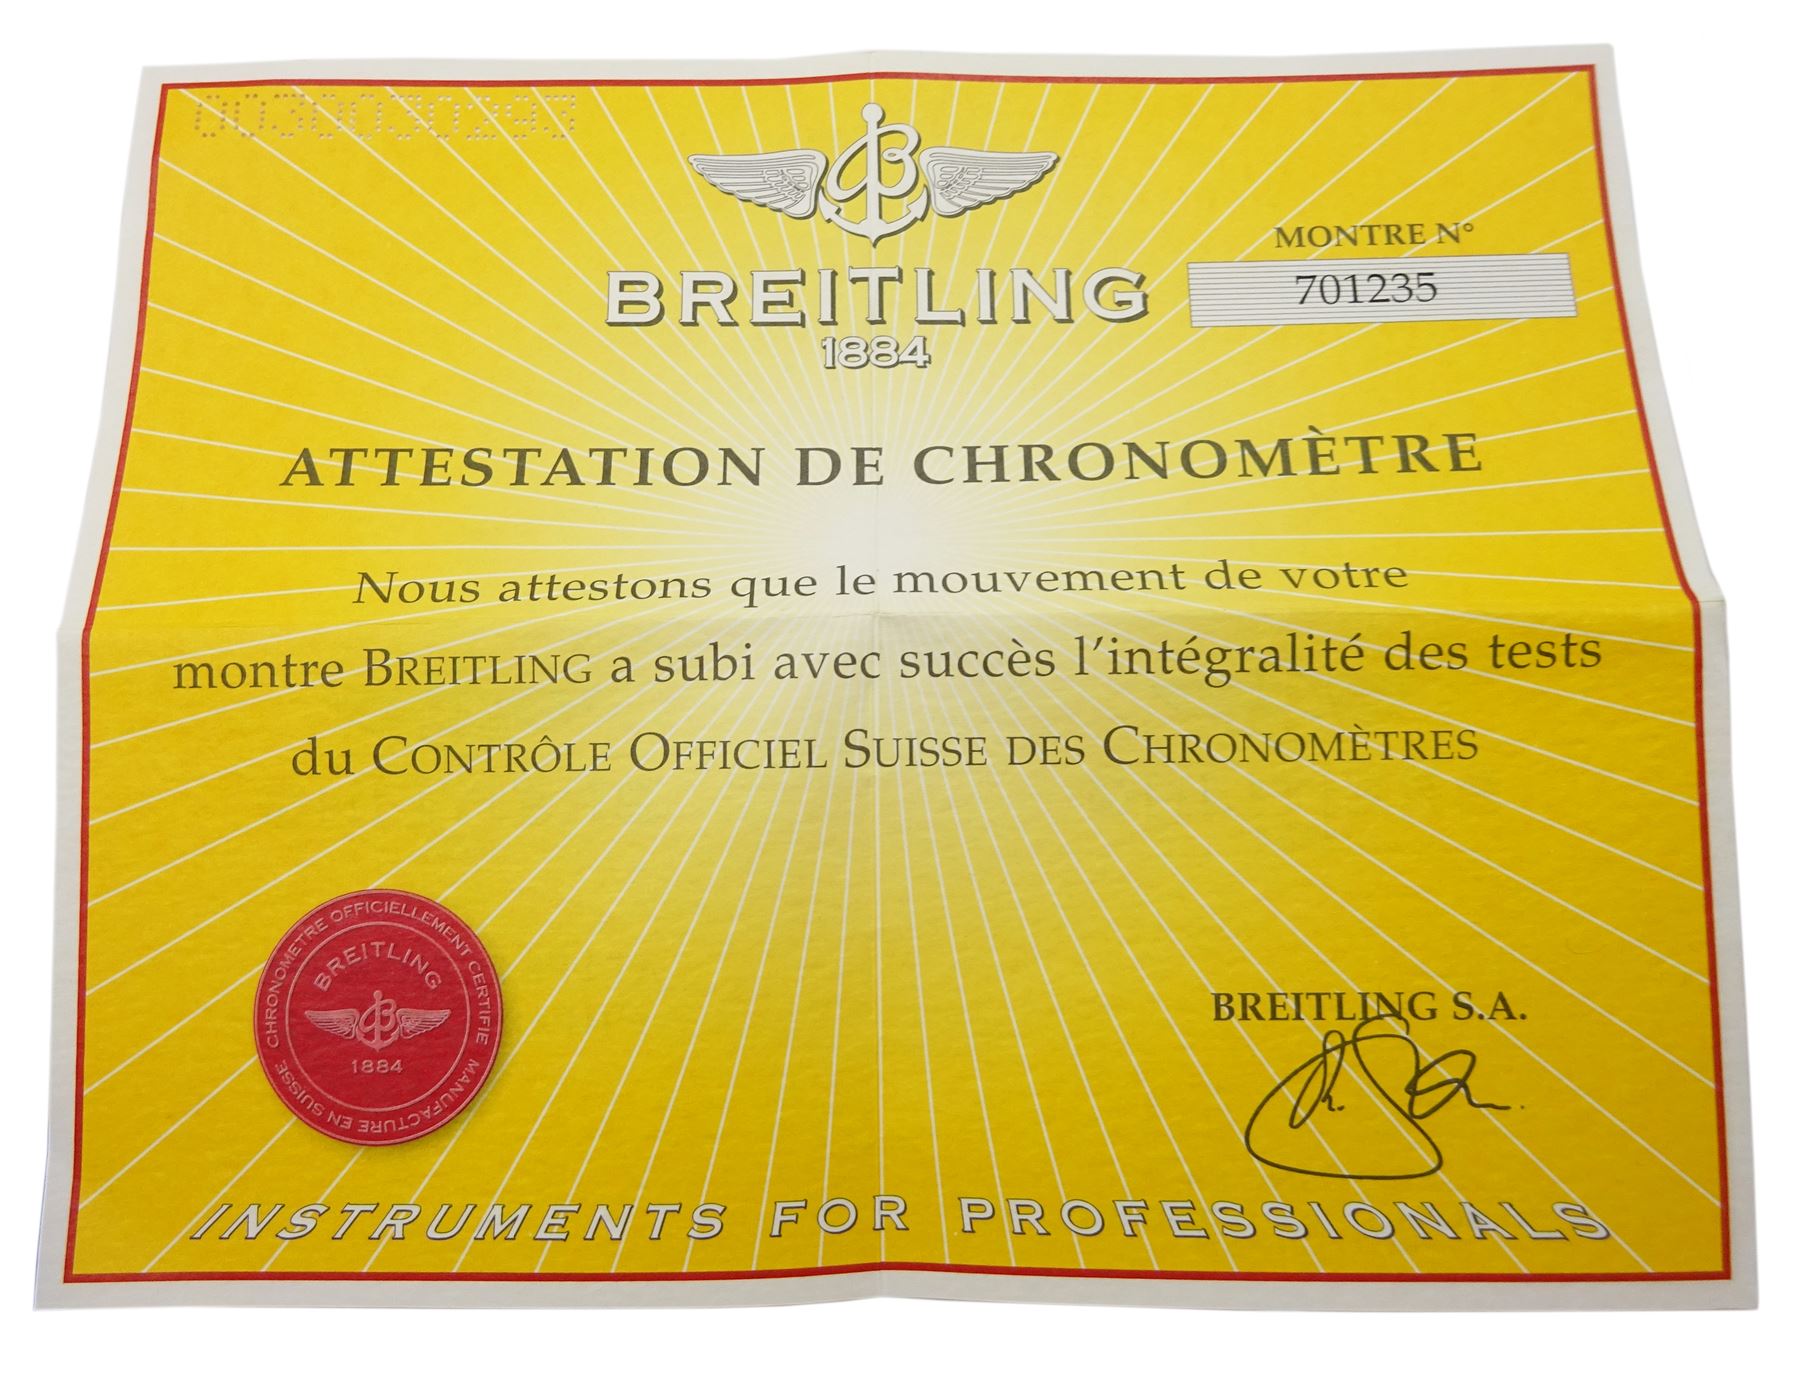 0030030293
BREITLING
1884
MONTRE N°
701235
ATTESTATION DE CHRONOMÈTRE
Nous attestons que le mouvement de votre
montre BREITLING a subi avec succès l'intégralité des tests
du CONTRÔLE OFFICIEL SUISSE DES CHRONOMÈTRES
CHRONOMETRE OFFICIELLEMENT CERTIFIE MANUFACTURE EN SUISSE
BREITLING
1884
BREITLING S.A.
INSTRUMENTS FOR PROFESSIONALS